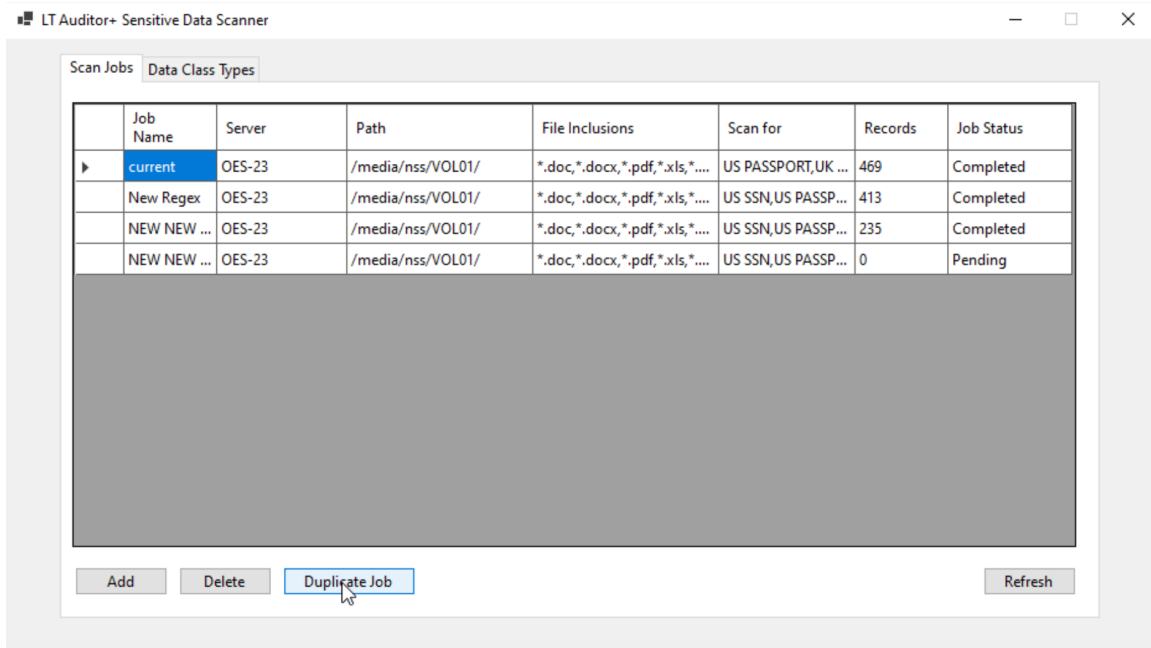 LT Auditor+ Sensitive Data Scanner
Scan Jobs Data Class Types
Job Name Server Path File Inclusions Scan for Records Job Status
current OES-23 /media/nss/VOL01/ *.doc,*.docx,*.pdf,*.xls,*.... US PASSPORT,UK ... 469 Completed
New Regex OES-23 /media/nss/VOL01/ *.doc,*.docx,*.pdf,*.xls,*.... US SSN,US PASSP... 413 Completed
NEW NEW ... OES-23 /media/nss/VOL01/ *.doc,*.docx,*.pdf,*.xls,*.... US SSN,US PASSP... 235 Completed
NEW NEW ... OES-23 /media/nss/VOL01/ *.doc,*.docx,*.pdf,*.xls,*.... US SSN,US PASSP... 0 Pending
Add Delete Duplicate Job Refresh